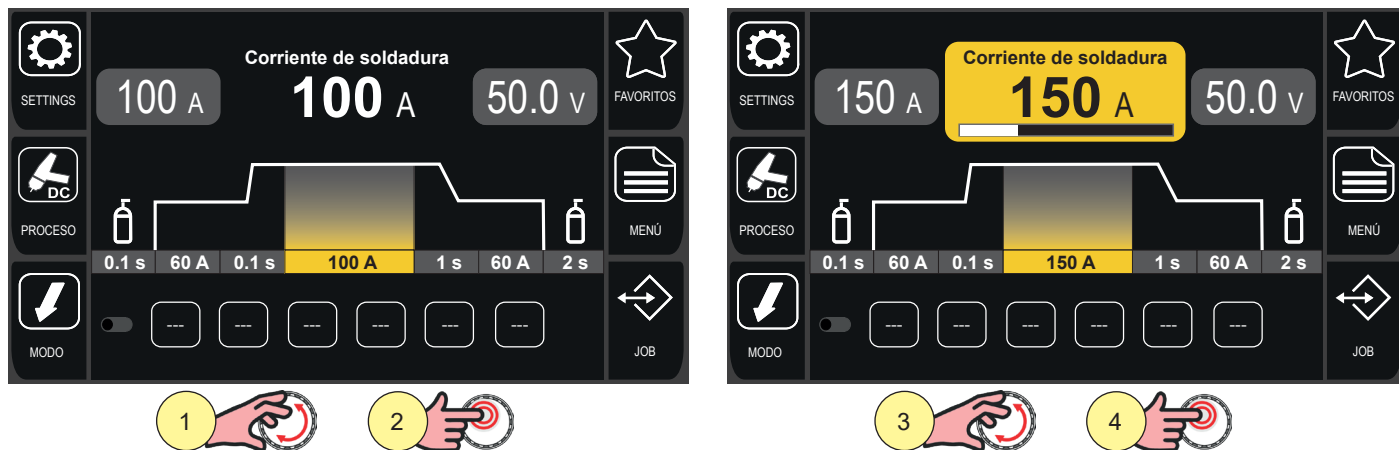 SETTINGS
Corriente de soldadura
100 A
100 A
50.0 V
FAVORITOS
DC
PROCESO
MENÚ
0.1 s 60 A 0.1 s 100 A 1 s 60 A 2 s
--- --- --- --- --- ---
MODO
JOB
1
2
SETTINGS
Corriente de soldadura
150 A
150 A
50.0 V
FAVORITOS
DC
PROCESO
MENÚ
0.1 s 60 A 0.1 s 150 A 1 s 60 A 2 s
--- --- --- --- --- ---
MODO
JOB
3
4